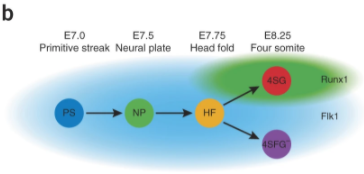 b
E7.0 E7.5 E7.75 E8.25
Primitive streak Neural plate Head fold Four somite
4SG Runx1
PS NP HF Flk1
4SFG